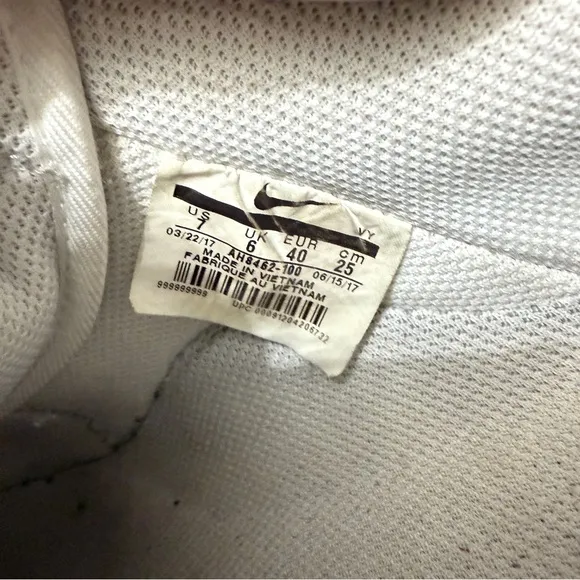 VY
US UK EUR cm
7 6 40 25
03/22/17 AH8462-100 06/15/17
MADE IN VIETNAM
FABRIQUE AU VIETNAM
999999999
UPC 00091204206732